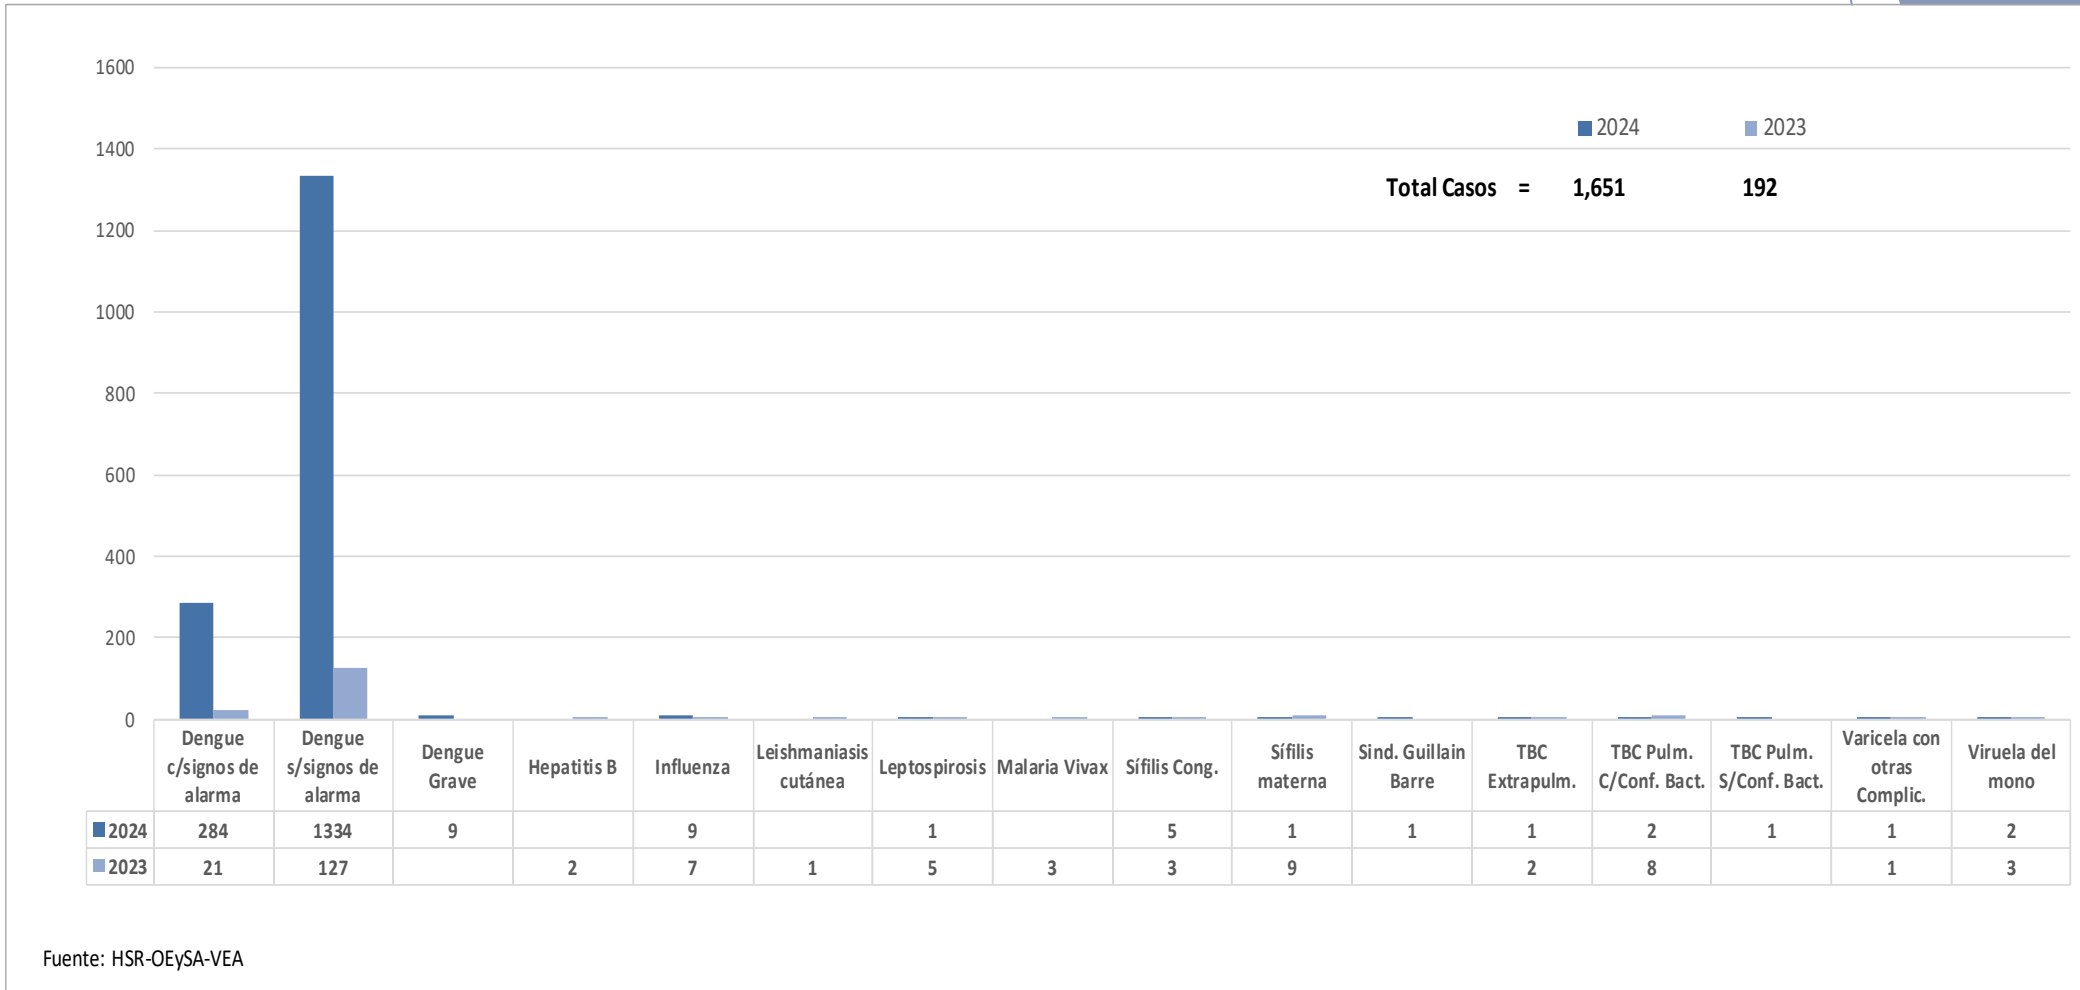 1600
1400
1200
1000
800
600
400
200
0
2024 2023
Total Casos = 1,651 192
Dengue c/signos de alarma
Dengue s/signos de alarma
Dengue Grave
Hepatitis B
Influenza
Leishmaniasis cutánea
Leptospirosis
Malaria Vivax
Sífilis Cong.
Sífilis materna
Sind. Guillain Barre
TBC Extrapulm.
TBC Pulm. C/Conf. Bact.
TBC Pulm. S/Conf. Bact.
Varicela con otras Complic.
Viruela del mono
2024 284 1334 9 9 1 5 1 1 1 2 1 1 2
2023 21 127 2 7 1 5 3 3 9 2 8 1 3
Fuente: HSR-OEySA-VEA